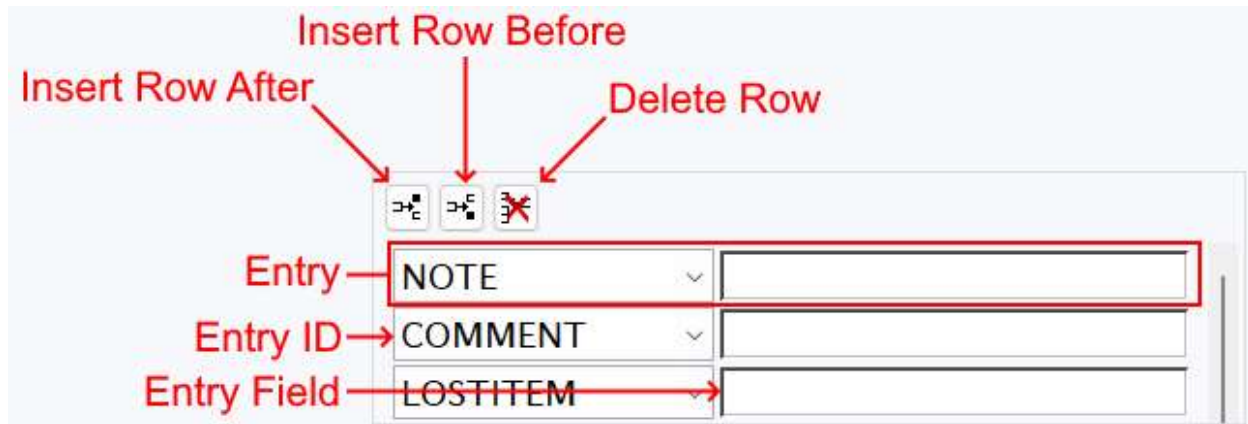 Insert Row Before
Insert Row After
Delete Row
Entry
NOTE
Entry ID
COMMENT
Entry Field
LOSTITEM